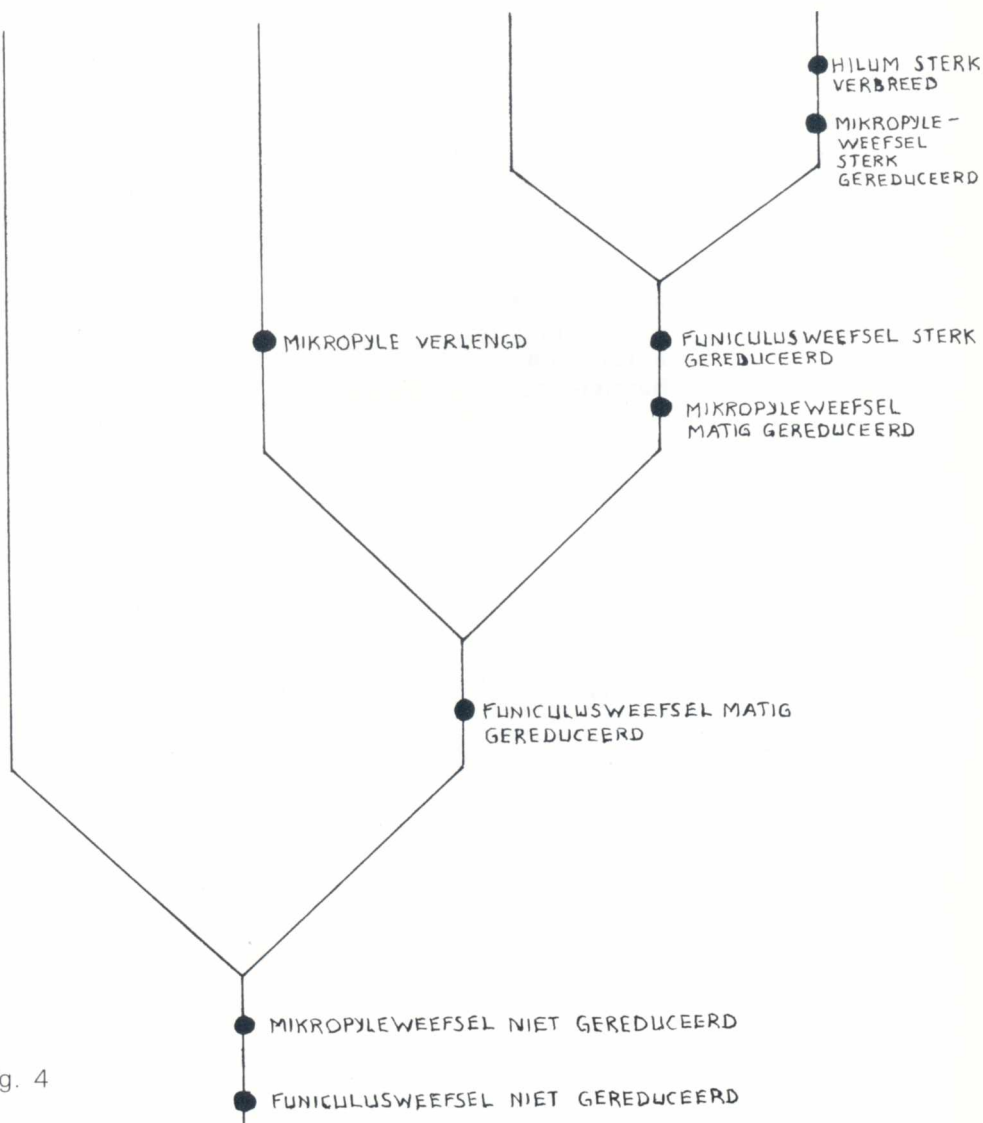 HILUM STERK
VERBREED
MIKROPYLE-
WEEFSEL
STERK
GEREDUCEERD
MIKROPYLE VERLENGD
FUNICULUSWEEFSEL STERK
GEREDUCEERD
MIKROPYLEWEEFSEL
MATIG GEREDUCEERD
FUNICULUSWEEFSEL MATIG
GEREDUCEERD
MIKROPYLEWEEFSEL NIET GEREDUCEERD
g. 4
FUNICULUSWEEFSEL NIET GEREDUCEERD